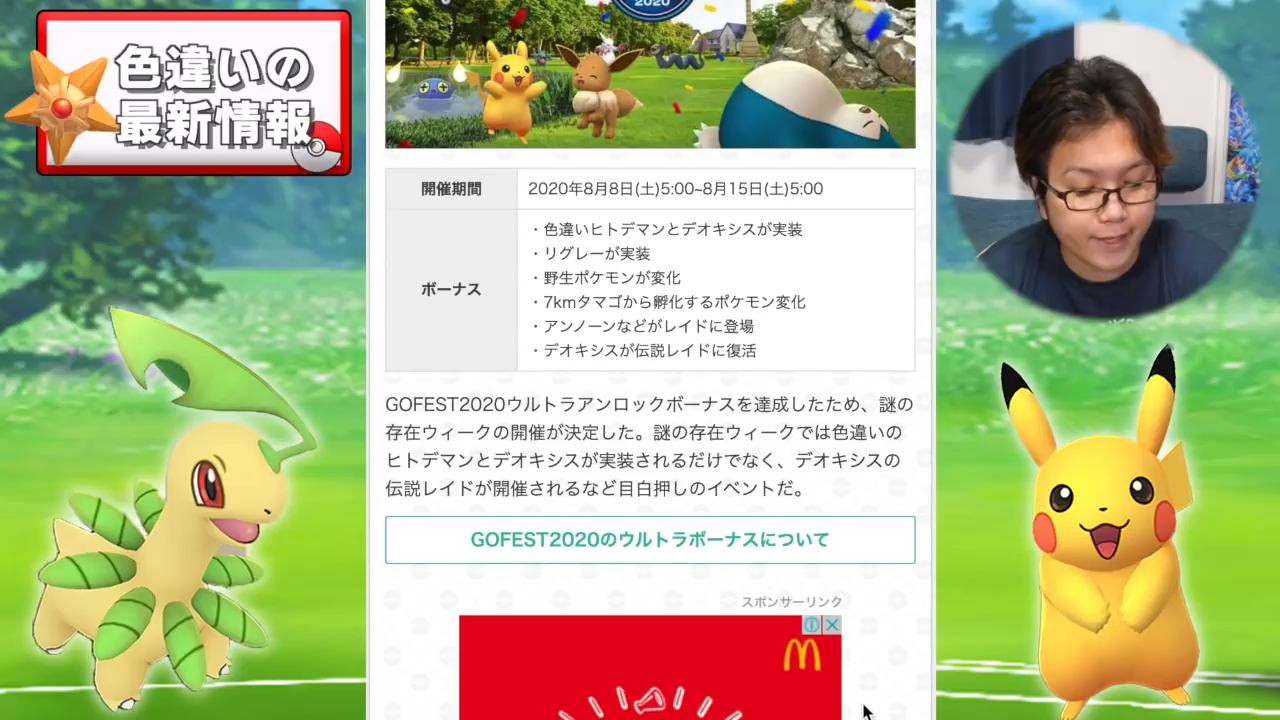 2020
色違いの
最新情報
開催期間
2020年8月8日(土)5:00~8月15日(土)5:00
ボーナス
・色違いヒトデマンとデオキシスが実装
・リグレーが実装
・野生ポケモンが変化
・7kmタマゴから孵化するポケモン変化
・アンノーンなどがレイドに登場
・デオキシスが伝説レイドに復活
GOFEST2020ウルトラアンロックボーナスを達成したため、謎の
存在ウィークの開催が決定した。謎の存在ウィークでは色違いの
ヒトデマンとデオキシスが実装されるだけでなく、デオキシスの
伝説レイドが開催されるなど目白押しのイベントだ。
GOFEST2020のウルトラボーナスについて
スポンサーリンク